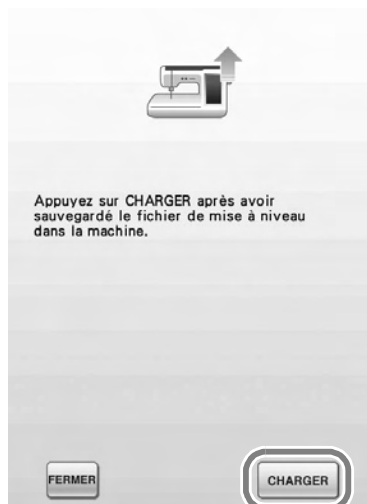 Appuyez sur CHARGER après avoir
sauvegardé le fichier de mise à niveau
dans la machine.
FERMER
CHARGER